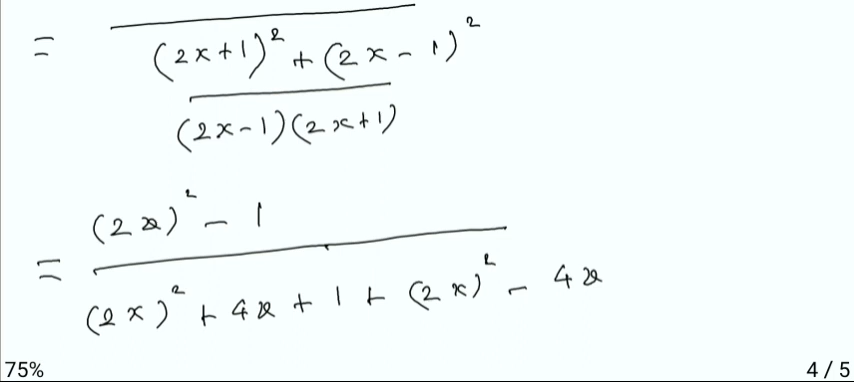 = (2x+1)² + (2x-1)²
(2x-1)(2x+1)
(2x)² - 1
= (2x)² + 4x + 1 + (2x)² - 4x
75% 4 / 5